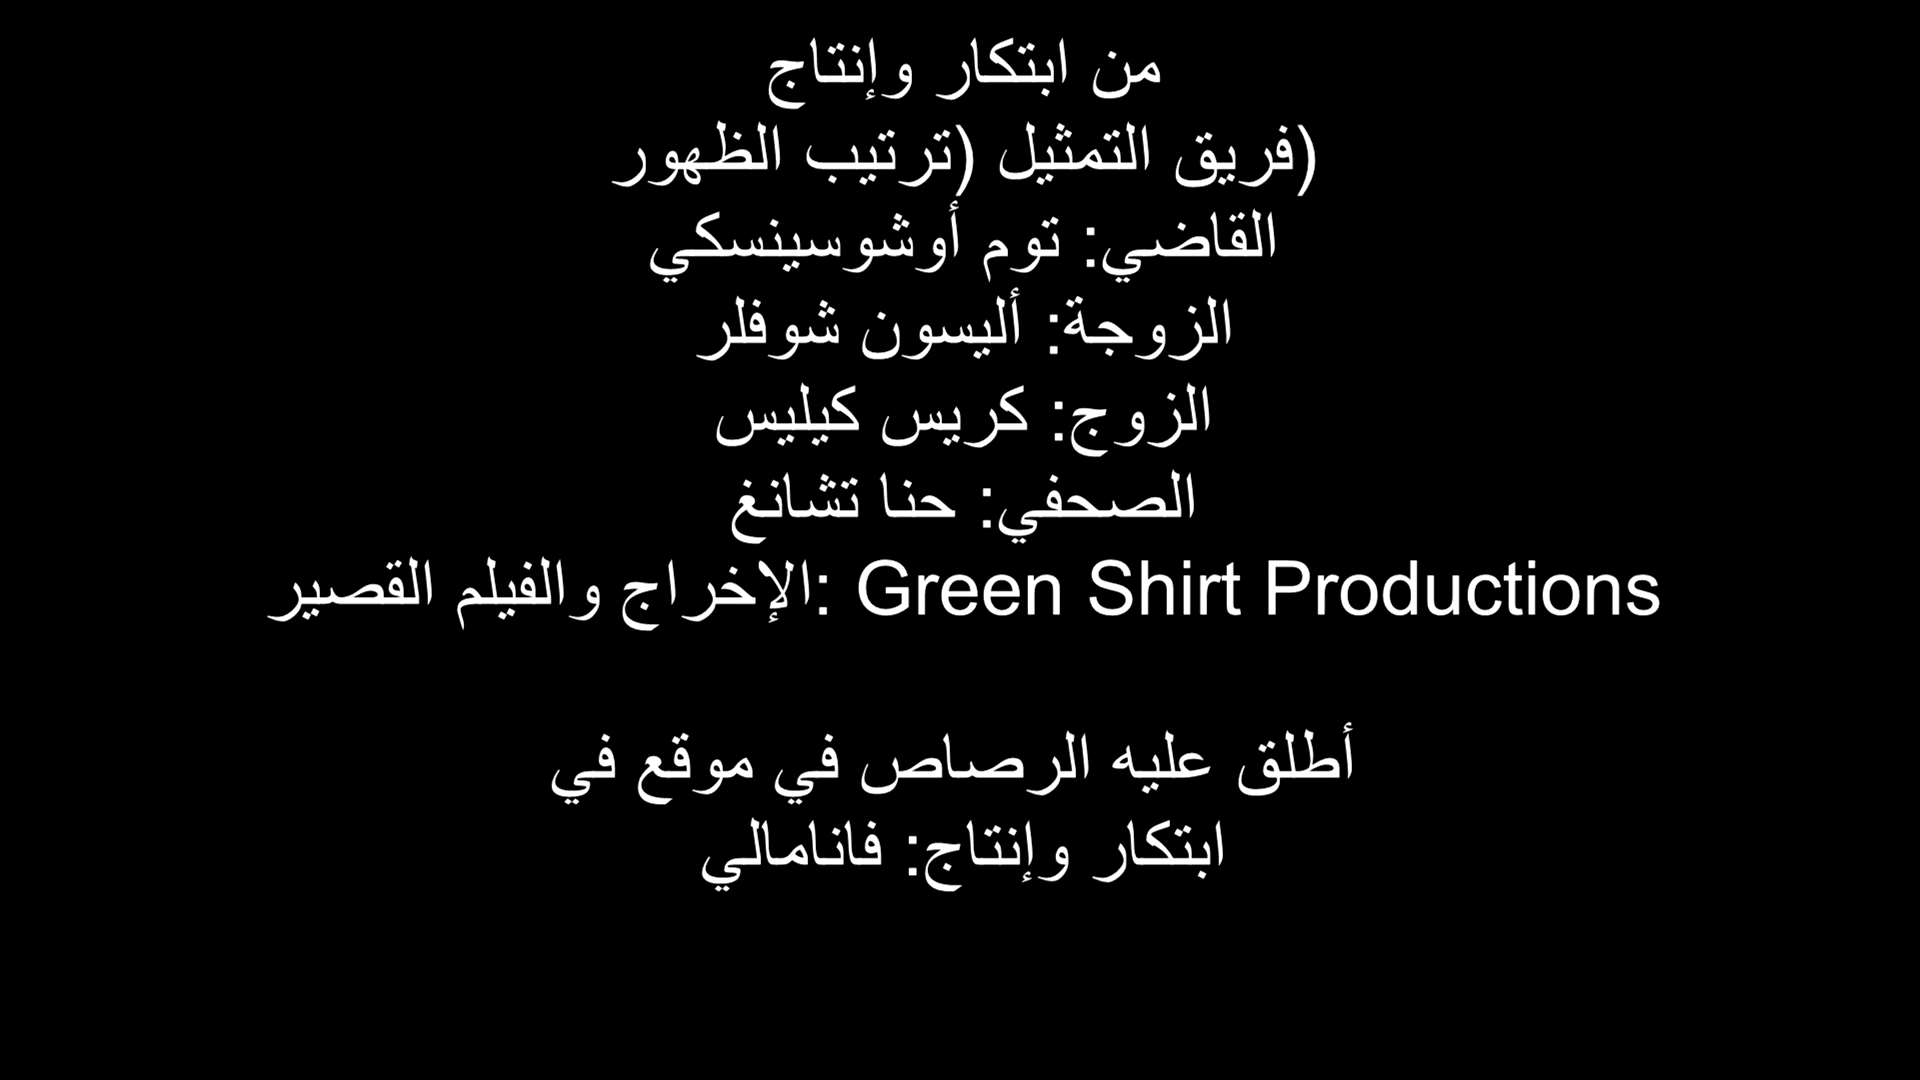 من ابتكار وإنتاج
فريق التمثيل (ترتيب الظهور)
القاضي: توم أوشوسينسكي
الزوجة: أليسون شوفلر
الزوج: كريس كيليس
الصحفي: حنا تشانغ
الإخراج والفيلم القصير: Green Shirt Productions
أطلق عليه الرصاص في موقع في
ابتكار وإنتاج: فانامالي